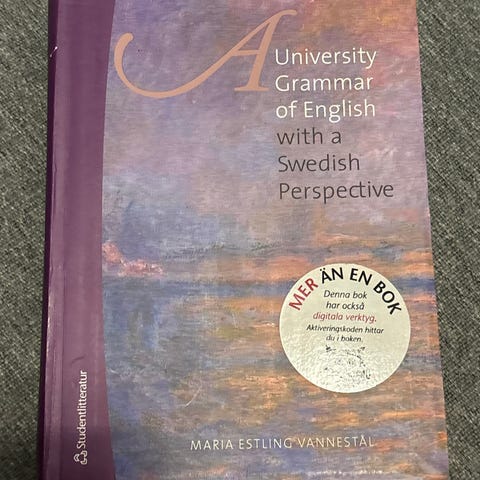 A University
Grammar
of English
with a
Swedish
Perspective
MER ÄN EN BOK
Denna bok
har också
digitala verktyg.
Aktiveringskoden hittar
du i boken.
Studentlitteratur
MARIA ESTLING VANNESTÅL